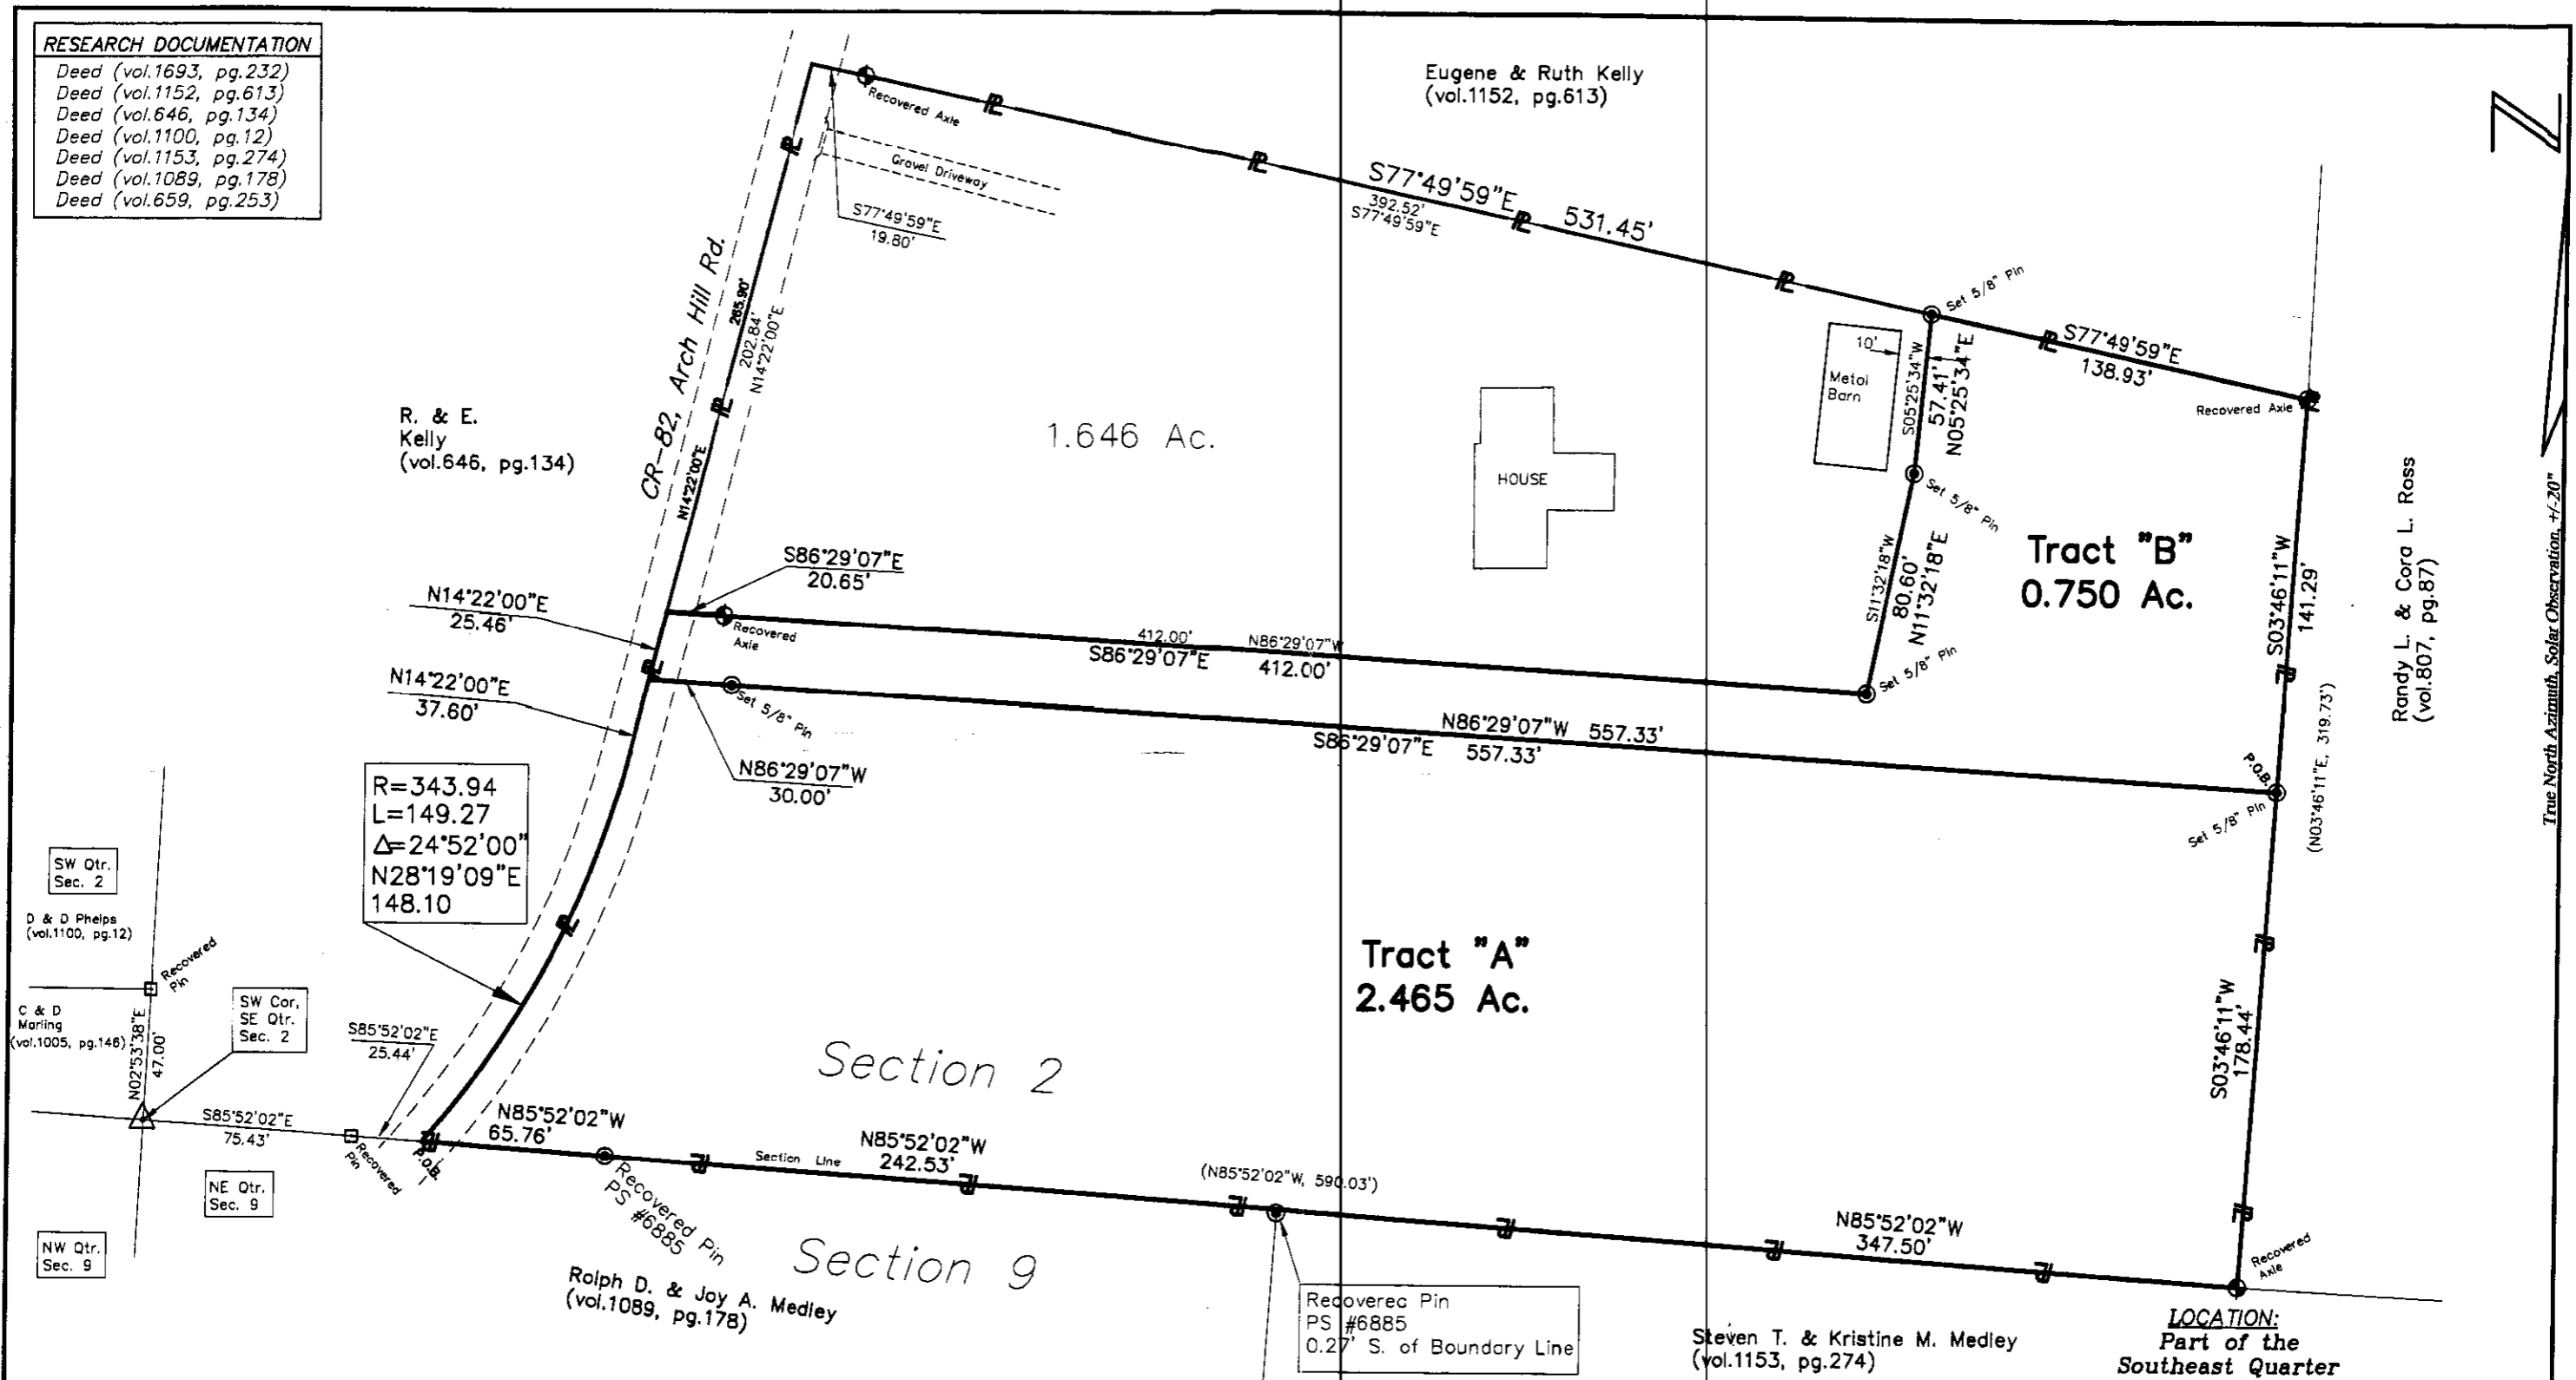 RESEARCH DOCUMENTATION
Deed (vol.1693, pg.232)
Deed (vol.1152, pg.613)
Deed (vol.646, pg.134)
Deed (vol.1100, pg.12)
Deed (vol.1153, pg.274)
Deed (vol.1089, pg.178)
Deed (vol.659, pg.253)
Eugene & Ruth Kelly
(vol.1152, pg.613)
Recovered Axle
Gravel Driveway
S77°49'59"E
19.80'
S77°49'59"E
531.45'
392.52'
S77°49'59"E
Set 5/8" Pin
S77°49'59"E
138.93'
Recovered Axle
10'
Metal
Barn
S05°25'34"W
57.41'
N05°25'34"E
Set 5/8" Pin
CR-82, Arch Hill Rd.
265.90'
N14°22'00"E
202.84'
N14°22'00"E
R. & E.
Kelly
(vol.646, pg.134)
1.646 Ac.
HOUSE
Tract "B"
0.750 Ac.
S11°32'18"W
80.60'
N11°32'18"E
Set 5/8" Pin
S03°46'11"W
141.29'
Randy L. & Cora L. Ross
(vol.807, pg.87)
True North Azimuth, Solar Observation, +/-20"
S86°29'07"E
20.65'
Recovered
Axle
N14°22'00"E
25.46'
N14°22'00"E
37.60'
412.00'
N86°29'07"W
S86°29'07"E
412.00'
Set 5/8" Pin
N86°29'07"W
30.00'
N86°29'07"W 557.33'
S86°29'07"E 557.33'
P.O.B.
Set 5/8" Pin
(N03°46'11"E, 319.73')
R=343.94
L=149.27
Δ=24°52'00"
N28°19'09"E
148.10
SW Qtr.
Sec. 2
D & D Phelps
(vol.1100, pg.12)
Recovered
Pin
C & D
Marling
(vol.1005, pg.146)
N02°53'38"E
47.00'
SW Cor,
SE Qtr.
Sec. 2
S85°52'02"E
25.44'
S85°52'02"E
75.43'
Recovered
Pin
P.O.B.
NE Qtr.
Sec. 9
NW Qtr.
Sec. 9
Tract "A"
2.465 Ac.
Section 2
S03°46'11"W
178.44'
N85°52'02"W
65.76'
Recovered Pin
PS #6885
Section Line
N85°52'02"W
242.53'
(N85°52'02"W, 590.03')
N85°52'02"W
347.50'
Recovered
Axle
Section 9
Rolph D. & Joy A. Medley
(vol.1089, pg.178)
Recovered Pin
PS #6885
0.27' S. of Boundary Line
Steven T. & Kristine M. Medley
(vol.1153, pg.274)
LOCATION:
Part of the
Southeast Quarter